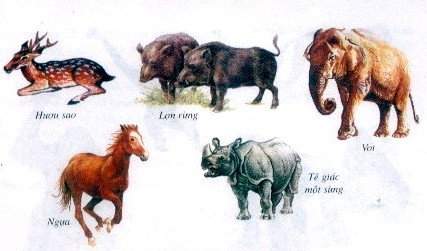 Hươu sao
Lợn rừng
Voi
Tê giác
một sừng
Ngựa